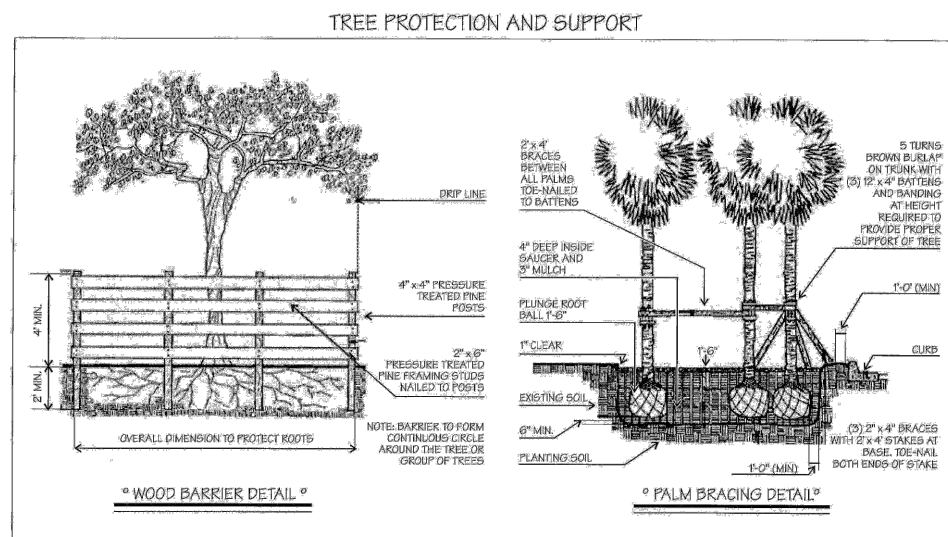 TREE PROTECTION AND SUPPORT
DRIP LINE
4" x 4" PRESSURE
TREATED PINE
POSTS
4' MIN.
2' MIN.
2" x 6"
PRESSURE TREATED
PINE FRAMING STUDS
NAILED TO POSTS
OVERALL DIMENSION TO PROTECT ROOTS
NOTE: BARRIER TO FORM
CONTINUOUS CIRCLE
AROUND THE TREE OR
GROUP OF TREES
WOOD BARRIER DETAIL
2' x 4'
BRACES
BETWEEN
ALL PALMS
TOE-NAILED
TO BATTENS
4" DEEP INSIDE
SAUCER AND
3" MULCH
PLUNGE ROOT
BALL 1'-6"
1" CLEAR
EXISTING SOIL
6" MIN.
PLANTING SOIL
1'-6"
5 TURNS
BROWN BURLAP
ON TRUNK WITH
(3) 12" x 4" BATTENS
AND BANDING
AT HEIGHT
REQUIRED TO
PROVIDE PROPER
SUPPORT OF TREE
1'-0" (MIN)
CURB
(3) 2" x 4" BRACES
WITH 2' x 4' STAKES AT
BASE. TOE-NAIL
BOTH ENDS OF STAKE
1'-0" (MIN)
PALM BRACING DETAIL